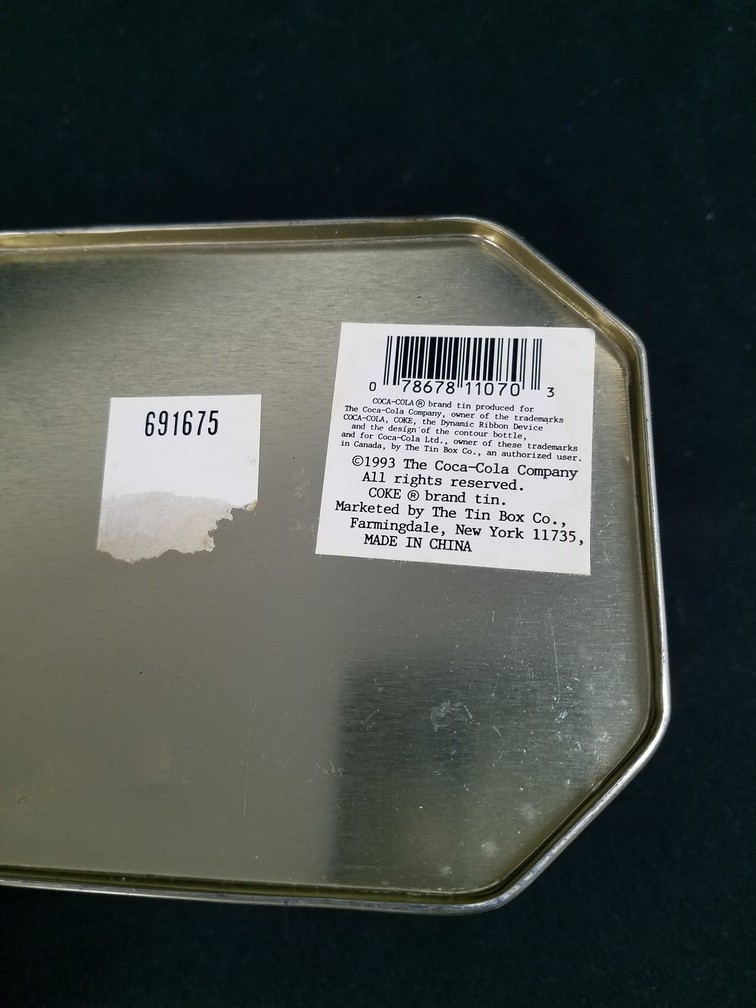 691675
0 78678 11070 3
COCA-COLA ® brand tin produced for
The Coca-Cola Company, owner of the trademarks
COCA-COLA, COKE, the Dynamic Ribbon Device
and the design of the contour bottle,
and for Coca-Cola Ltd., owner of these trademarks
in Canada, by The Tin Box Co., an authorized user.
©1993 The Coca-Cola Company
All rights reserved.
COKE ® brand tin.
Marketed by The Tin Box Co.,
Farmingdale, New York 11735,
MADE IN CHINA